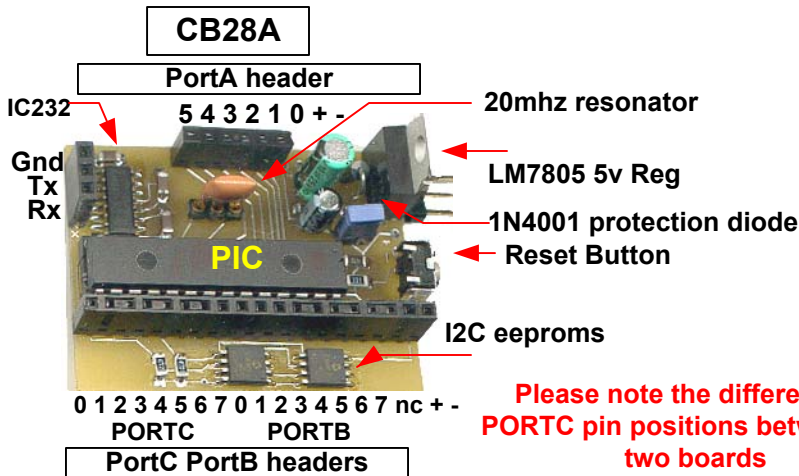 CB28A
PortA header
IC232
5 4 3 2 1 0 + -
20mhz resonator
Gnd
Tx
Rx
LM7805 5v Reg
1N4001 protection diode
PIC
Reset Button
I2C eeproms
0 1 2 3 4 5 6 7 0 1 2 3 4 5 6 7 nc + -
PORTC PORTB
PortC PortB headers
Please note the differe
PORTC pin positions bet
two boards